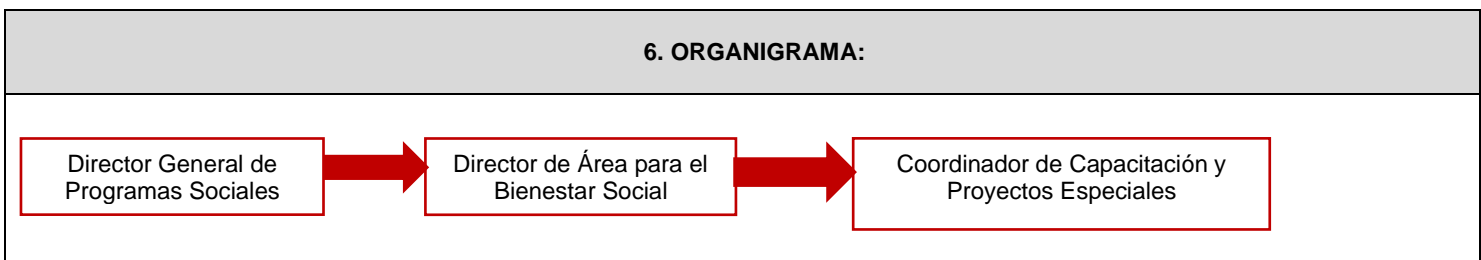 6. ORGANIGRAMA:
Director General de
Programas Sociales
Director de Área para el
Bienestar Social
Coordinador de Capacitación y
Proyectos Especiales